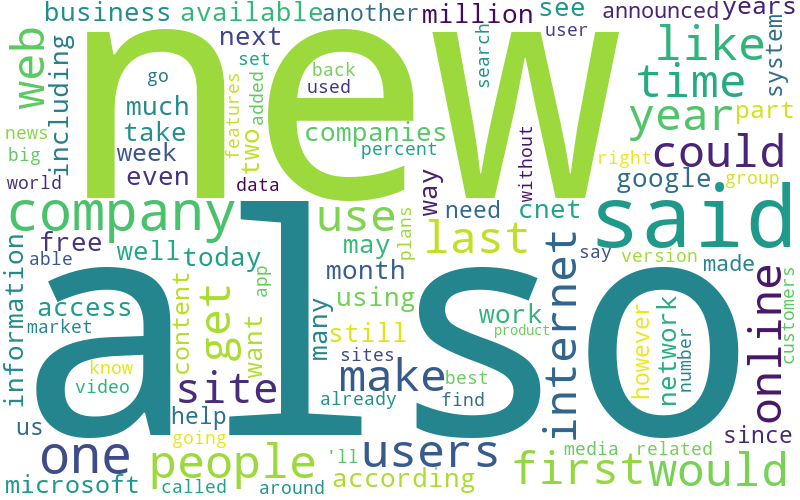 business
available
another
million
see
announced
years
web
including
new
next
set
back
used
search
user
like
time
system
go
much
take
features
added
two
companies
percent
year
part
news
big
week
even
data
way
without
could
right
world
google
group
company
use
need
cnet
said
last
free
well
today
may
plans
able
month
internet
say
version
made
information
also
access
content
get
want
app
many
using
still
work
product
however
network
number
online
customers
market
know
video
site
sites
make
already
best
find
us
help
going
one
people
'll
users
according
first
media
related
would
since
microsoft
called
around